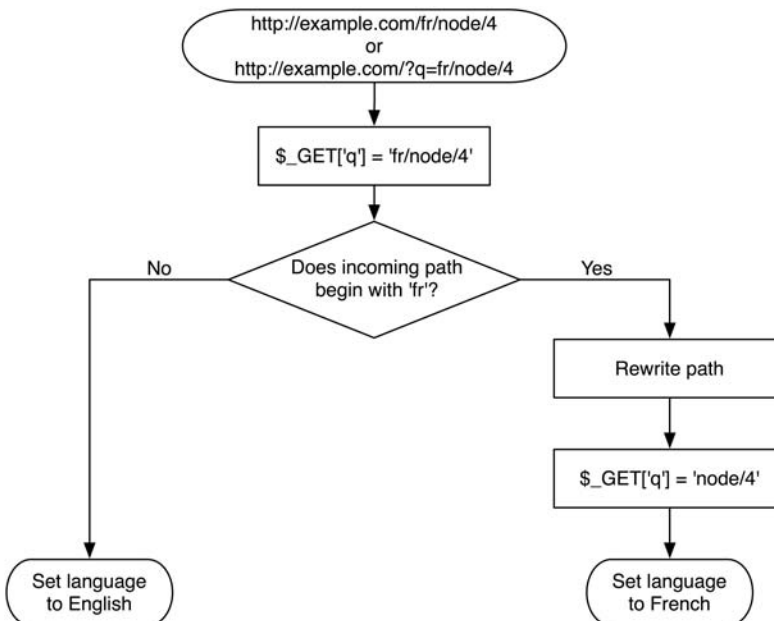 http://example.com/fr/node/4
or
http://example.com/?q=fr/node/4
$_GET['q'] = 'fr/node/4'
Does incoming path
begin with 'fr'?
No
Yes
Rewrite path
$_GET['q'] = 'node/4'
Set language
to English
Set language
to French